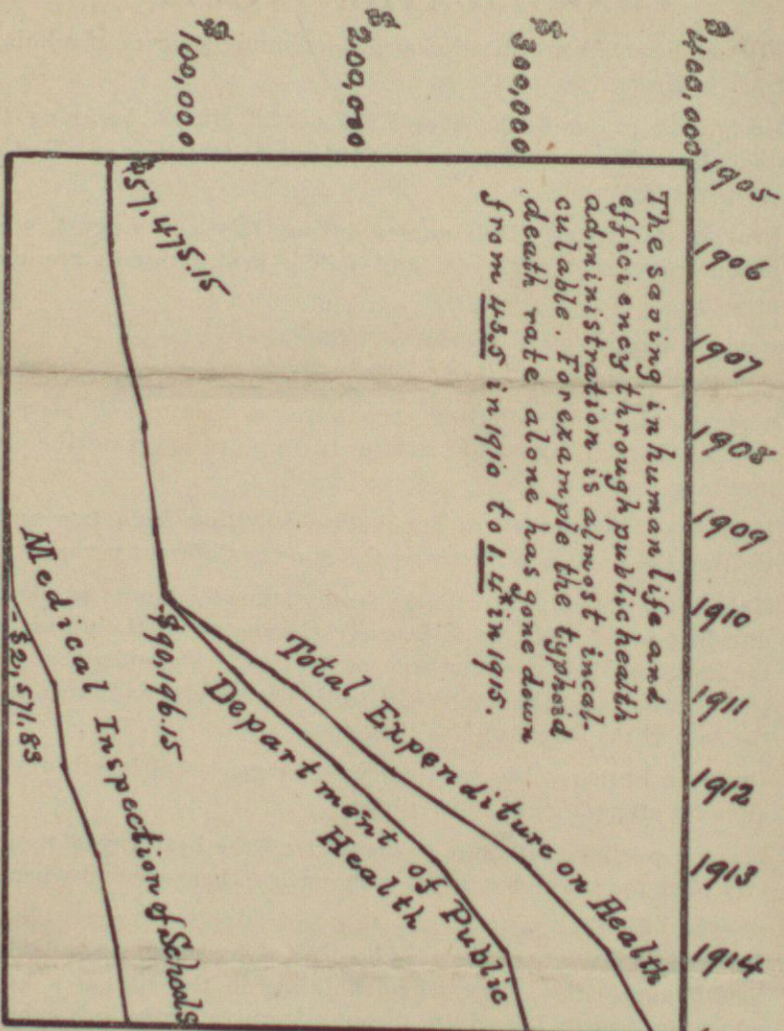 $400,000
$300,000
$200,000
$100,000
1905
1906
1907
1908
1909
1910
1911
1912
1913
1914
The saving in human life and
efficiency through public health
administration is almost incal-
culable. For example the typhoid
death rate alone has gone down
from 43.5 in 1910 to 1.4* in 1915.
$57,475.15
-$90,196.15
Total Expenditure on Health
Department of Public
Health
Medical Inspection of Schools
-$2,571.83